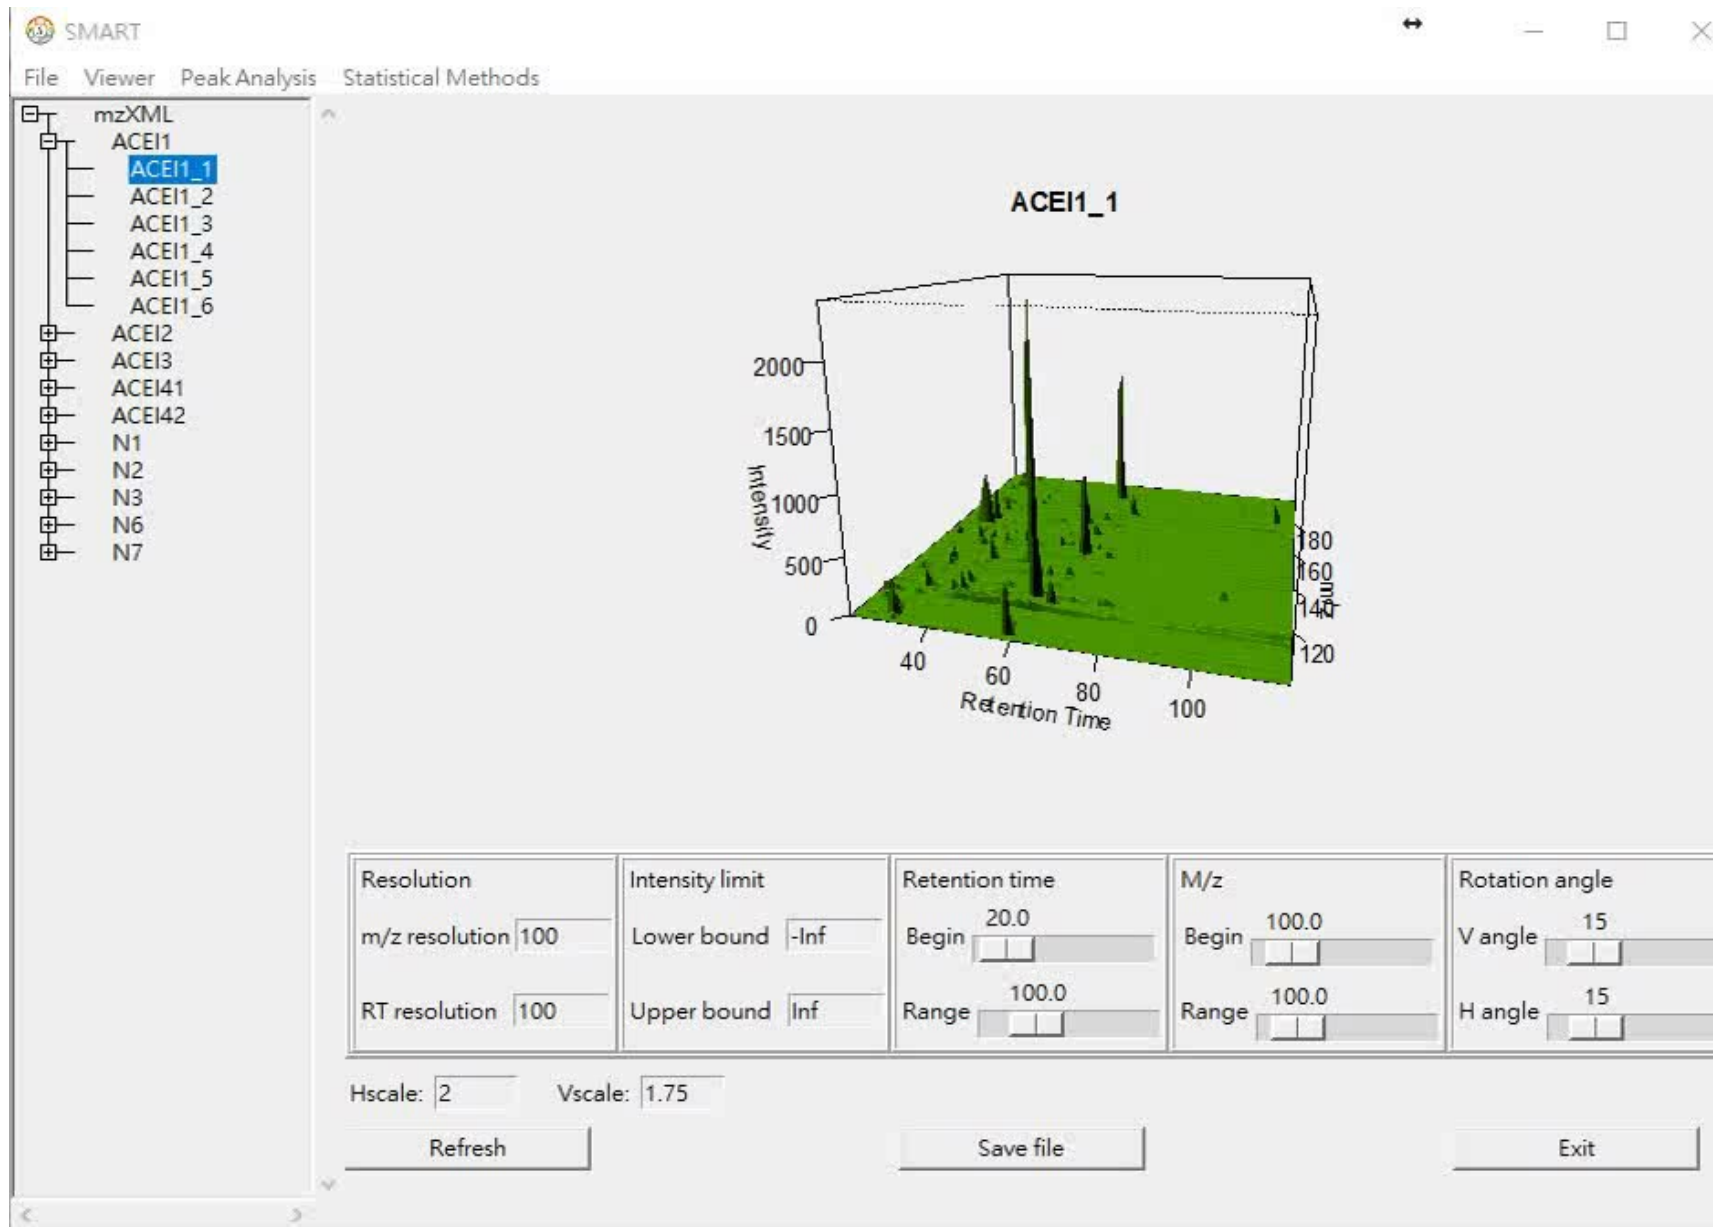 SMART
File Viewer Peak Analysis Statistical Methods
mzXML
ACEI1
ACEI1_1
ACEI1_2
ACEI1_3
ACEI1_4
ACEI1_5
ACEI1_6
ACEI2
ACEI3
ACEI41
ACEI42
N1
N2
N3
N6
N7
ACEI1_1
2000
1500
1000
500
0
Intensity
40
60
80
100
Retention Time
180
160
140
120
Resolution
m/z resolution 100
RT resolution 100
Intensity limit
Lower bound -Inf
Upper bound Inf
Retention time
20.0
Begin
100.0
Range
M/z
100.0
Begin
100.0
Range
Rotation angle
15
V angle
15
H angle
Hscale: 2 Vscale: 1.75
Refresh Save file Exit